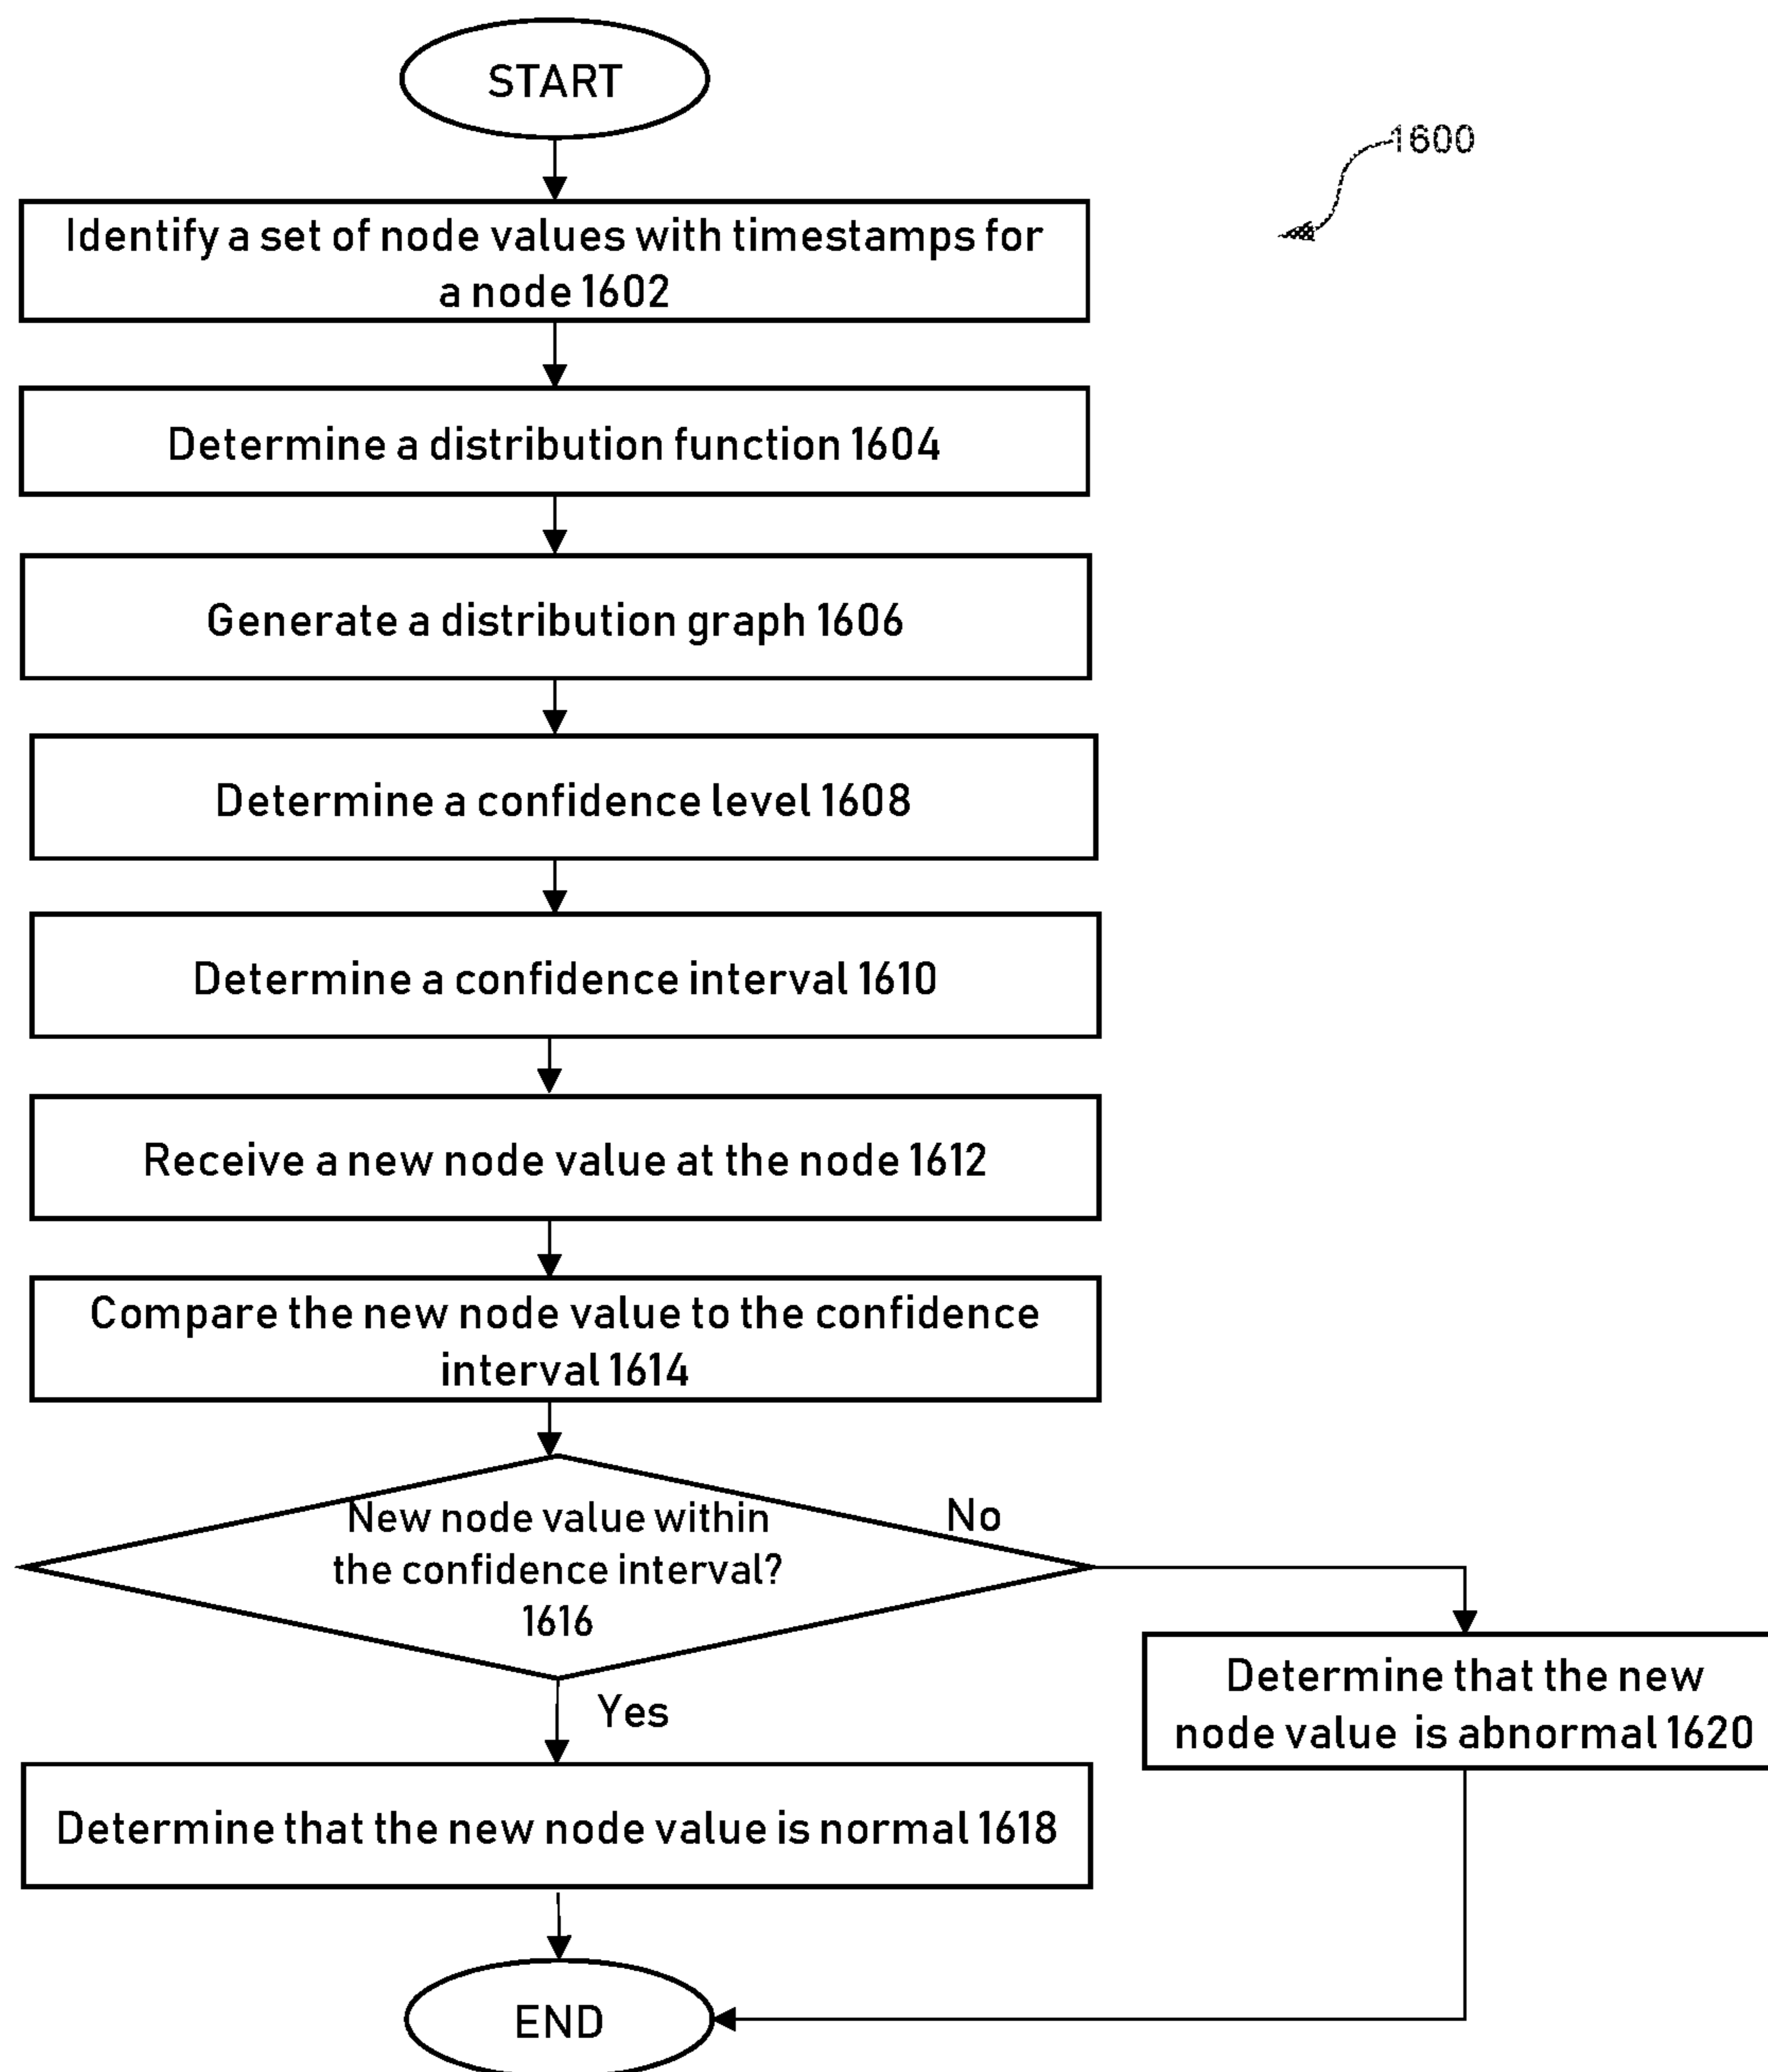 START
1600
Identify a set of node values with timestamps for
a node 1602
Determine a distribution function 1604
Generate a distribution graph 1606
Determine a confidence level 1608
Determine a confidence interval 1610
Receive a new node value at the node 1612
Compare the new node value to the confidence
interval 1614
New node value within
the confidence interval?
1616
No
Yes
Determine that the new
node value is abnormal 1620
Determine that the new node value is normal 1618
END